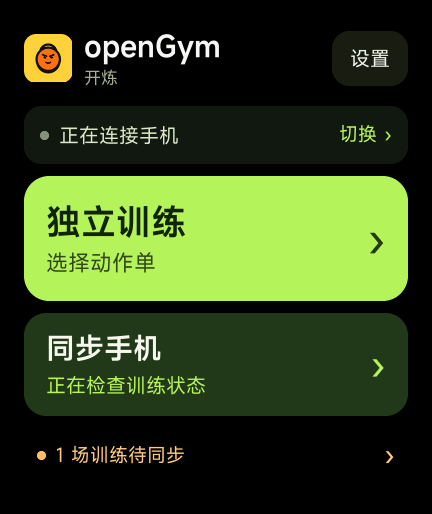 openGym
开炼
设置
正在连接手机
切换 ›
独立训练
选择动作单
同步手机
正在检查训练状态
1 场训练待同步